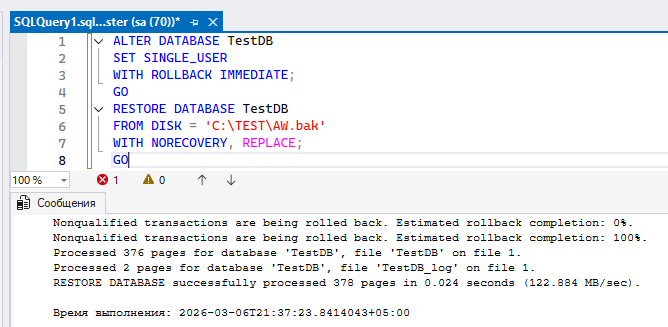 SQLQuery1.sql...ster (sa (70))*
1 ALTER DATABASE TestDB
2 SET SINGLE_USER
3 WITH ROLLBACK IMMEDIATE;
4 GO
5 RESTORE DATABASE TestDB
6 FROM DISK = 'C:\TEST\AW.bak'
7 WITH NORECOVERY, REPLACE;
8 GO
100 % 1 0
Сообщения
Nonqualified transactions are being rolled back. Estimated rollback completion: 0%.
Nonqualified transactions are being rolled back. Estimated rollback completion: 100%.
Processed 376 pages for database 'TestDB', file 'TestDB' on file 1.
Processed 2 pages for database 'TestDB', file 'TestDB_log' on file 1.
RESTORE DATABASE successfully processed 378 pages in 0.024 seconds (122.884 MB/sec).
Время выполнения: 2026-03-06T21:37:23.8414043+05:00